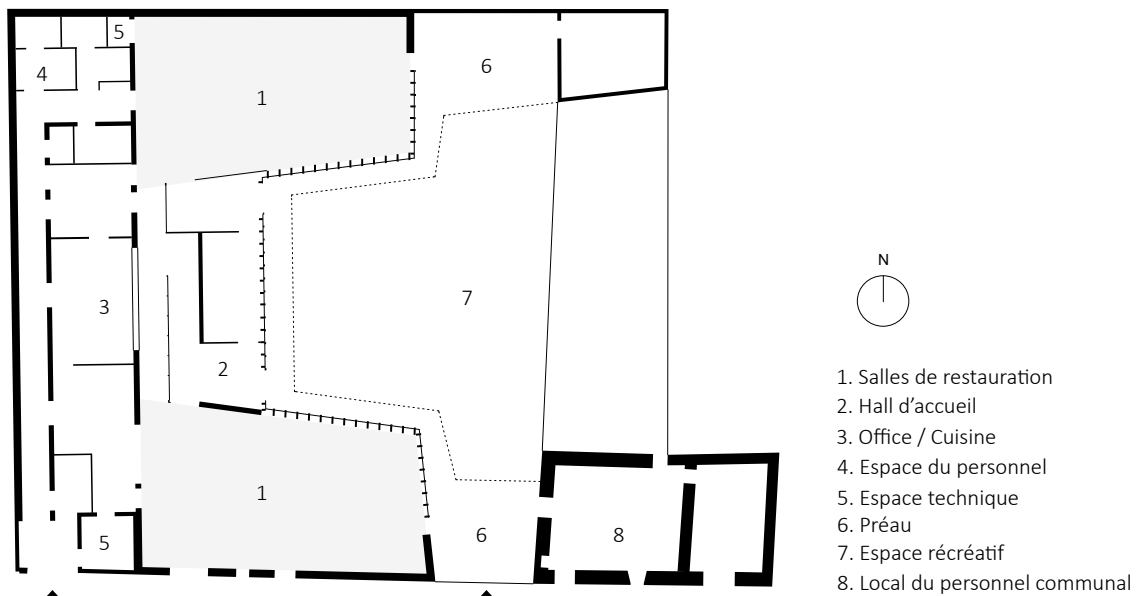 5
4
1
6
3
7
2
1
5
6
8
N
1. Salles de restauration
2. Hall d'accueil
3. Office / Cuisine
4. Espace du personnel
5. Espace technique
6. Préau
7. Espace récréatif
8. Local du personnel communal